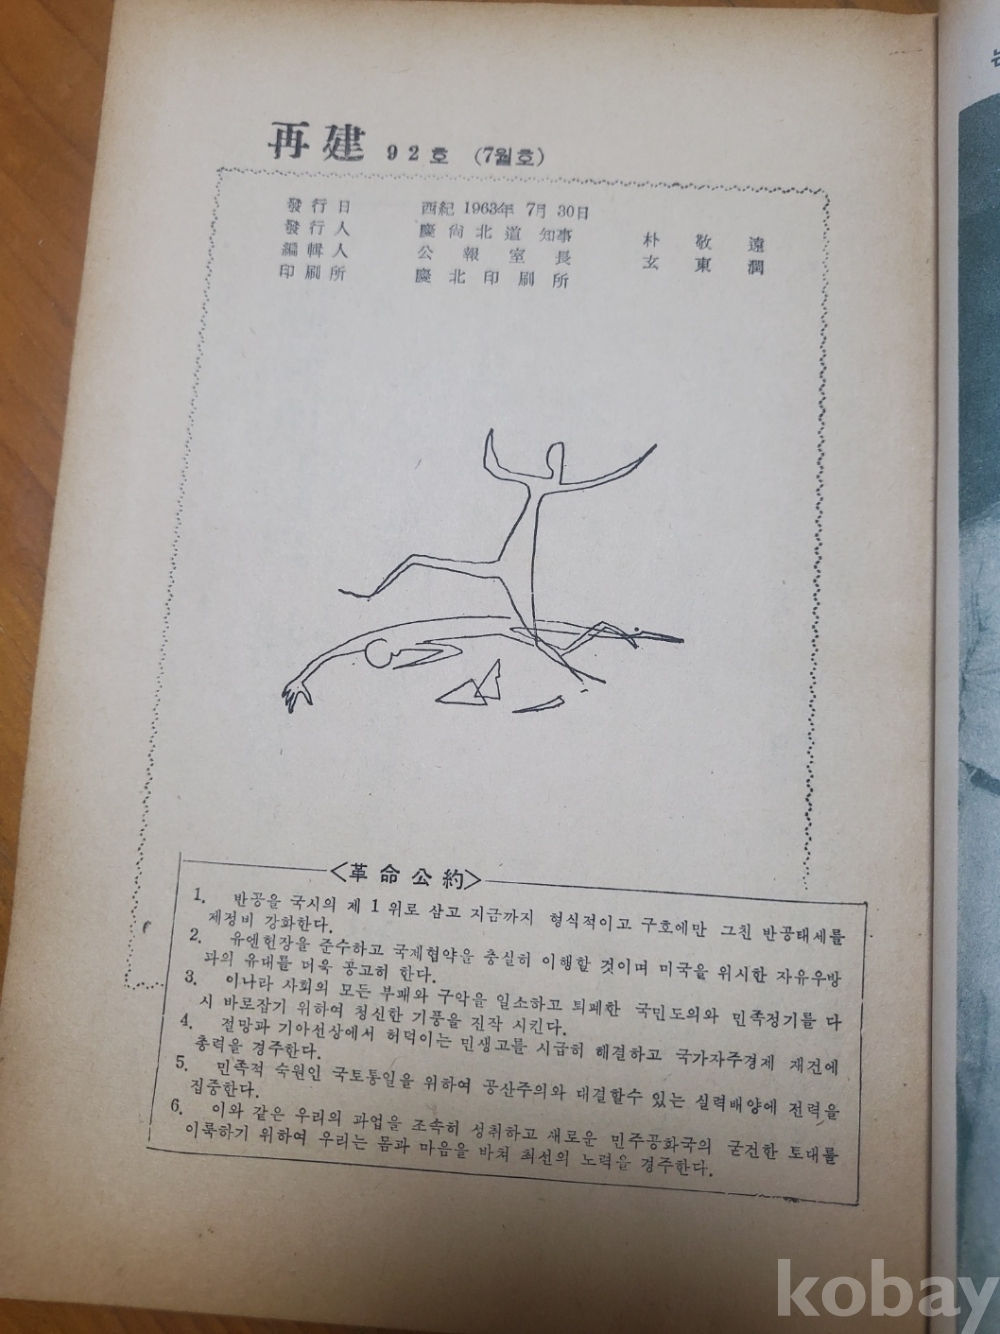 再建 92호 (7월호)
發行日 西紀 1963年 7月 30日
發行人 慶尙北道 知事 朴敬遠
編輯人 公報室長 玄東潤
印刷所 慶北印刷所
<革命公約>
1. 반공을 국시의 제 1 위로 삼고 지금까지 형식적이고 구호에만 그친 반공태세를
재정비 강화한다.
2. 유엔헌장을 준수하고 국제협약을 충실히 이행할 것이며 미국을 위시한 자유우방
과의 유대를 더욱 공고히 한다.
3. 이나라 사회의 모든 부패와 구악을 일소하고 퇴폐한 국민도의와 민족정기를 다
시 바로잡기 위하여 청신한 기풍을 진작 시킨다.
4. 절망과 기아선상에서 허덕이는 민생고를 시급히 해결하고 국가자주경제 재건에
총력을 경주한다.
5. 민족적 숙원인 국토통일을 위하여 공산주의와 대결할수 있는 실력배양에 전력을
집중한다.
6. 이와 같은 우리의 과업을 조속히 성취하고 새로운 민주공화국의 굳건한 토대를
이룩하기 위하여 우리는 몸과 마음을 바쳐 최선의 노력을 경주한다.
kobay